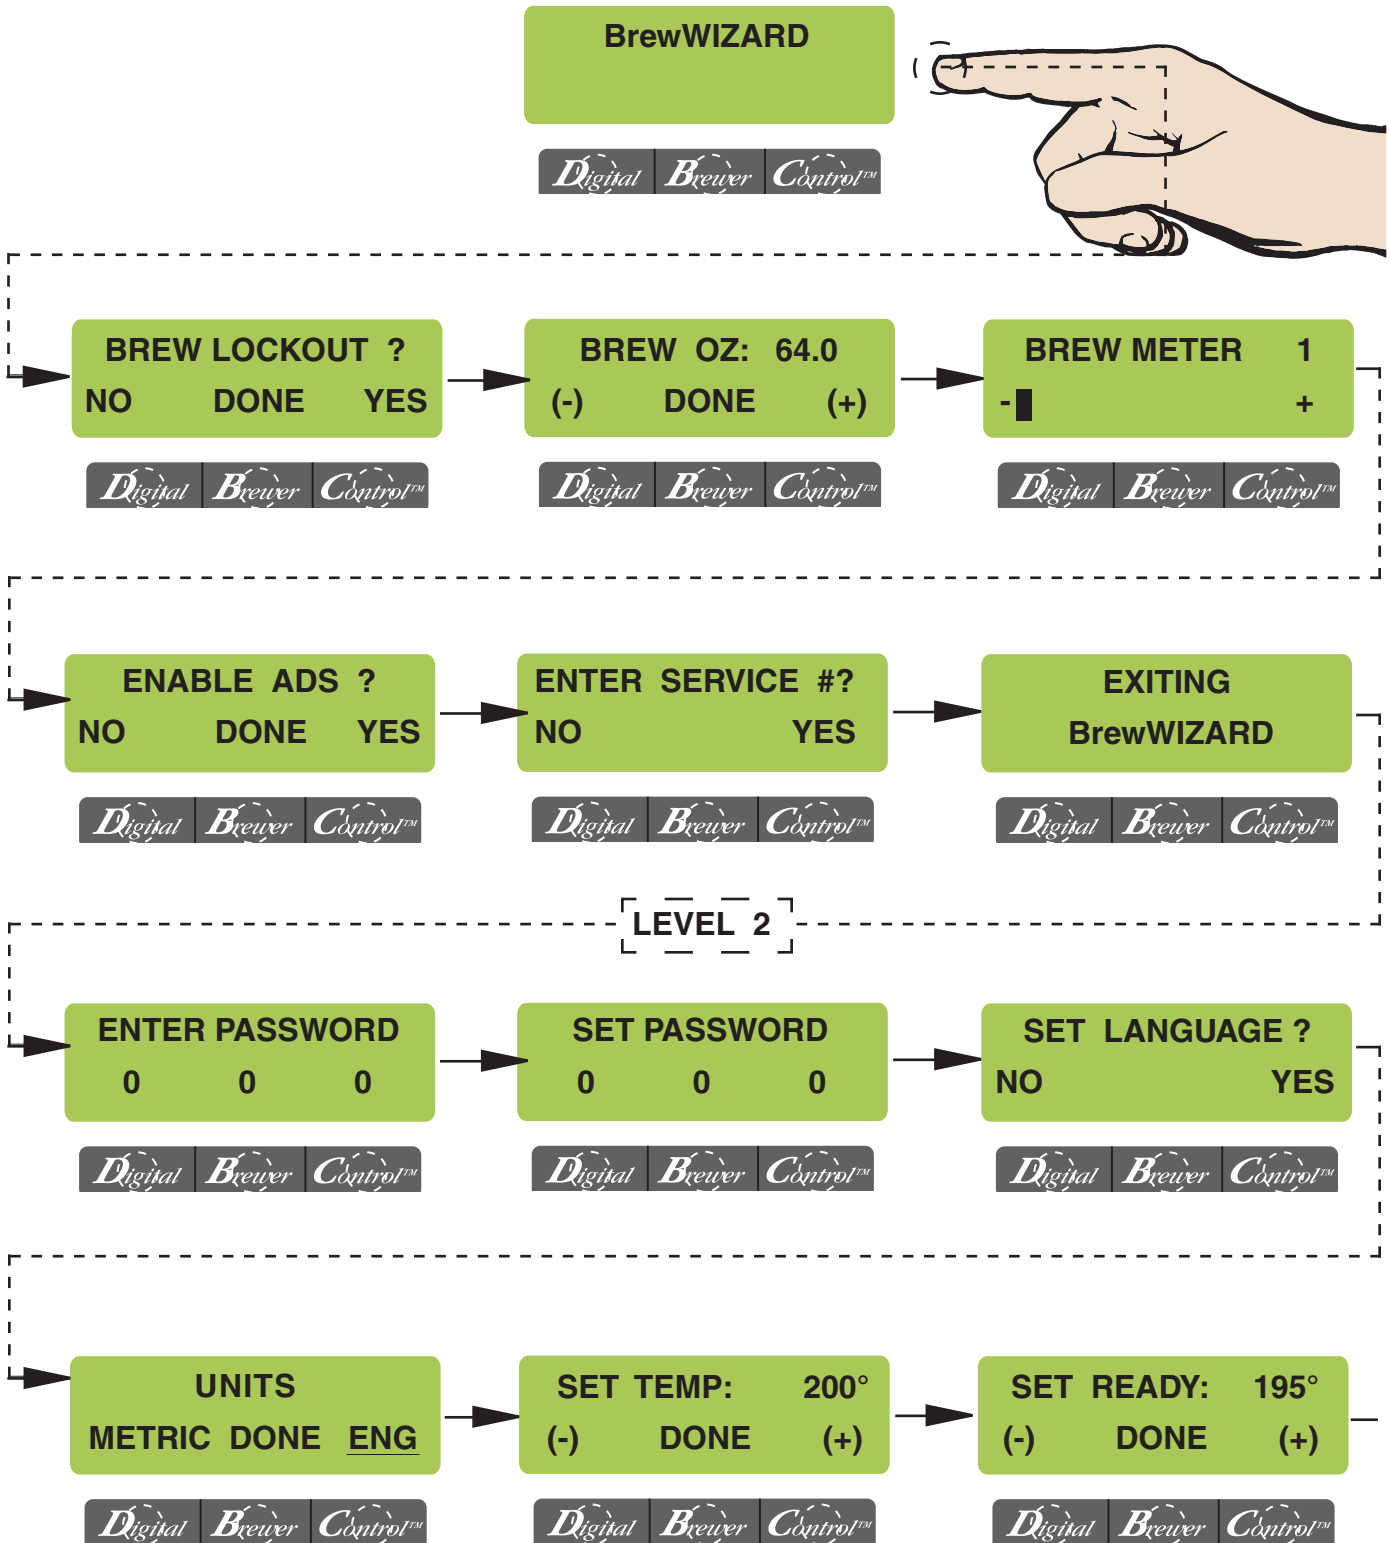 BrewWIZARD
Digital Brewer Control™
BREW LOCKOUT ?
NO DONE YES
Digital Brewer Control™
BREW OZ: 64.0
(-) DONE (+)
Digital Brewer Control™
BREW METER 1
- +
Digital Brewer Control™
ENABLE ADS ?
NO DONE YES
Digital Brewer Control™
ENTER SERVICE #?
NO YES
Digital Brewer Control™
EXITING
BrewWIZARD
Digital Brewer Control™
LEVEL 2
ENTER PASSWORD
0 0 0
Digital Brewer Control™
SET PASSWORD
0 0 0
Digital Brewer Control™
SET LANGUAGE ?
NO YES
Digital Brewer Control™
UNITS
METRIC DONE ENG
Digital Brewer Control™
SET TEMP: 200°
(-) DONE (+)
Digital Brewer Control™
SET READY: 195°
(-) DONE (+)
Digital Brewer Control™